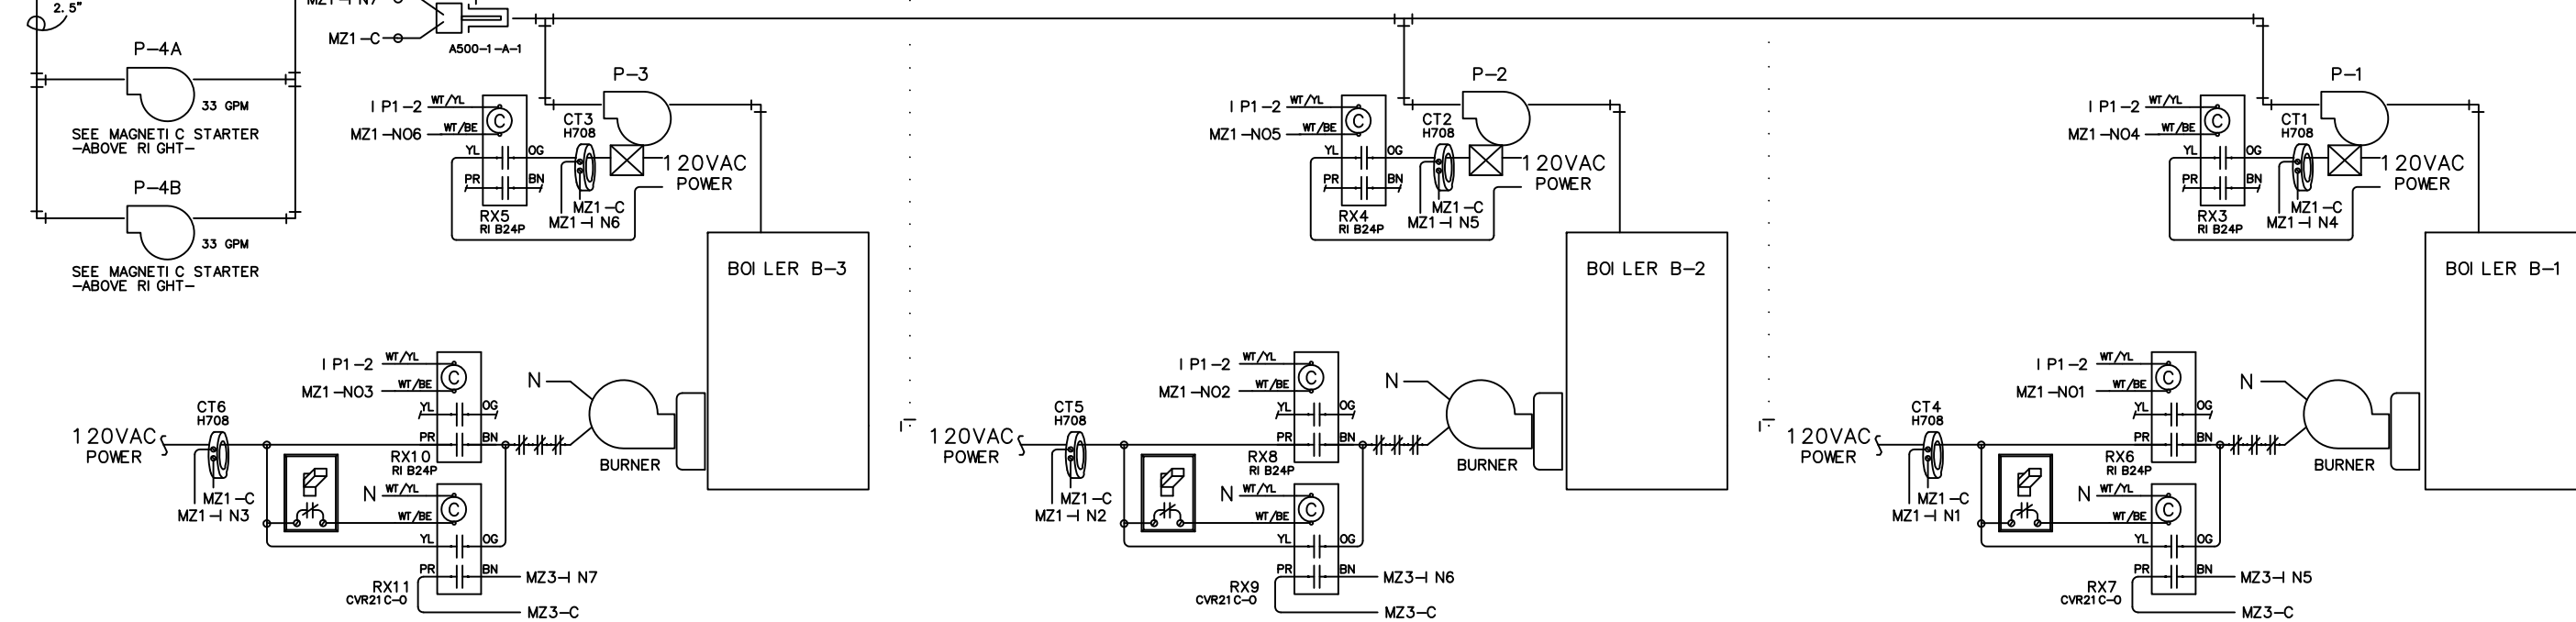 2.5"
P-4A
33 GPM
SEE MAGNETIC STARTER
-ABOVE RIGHT-
P-4B
33 GPM
SEE MAGNETIC STARTER
-ABOVE RIGHT-
MZ1-C
A500-1-A-1
P-3
IP1-2 WT/YL
MZ1-NO6 WT/BE
C
YL OG
PR BN
RX5
RIB24P
CT3
H708
MZ1-C
MZ1-IN6
120VAC
POWER
BOILER B-3
IP1-2 WT/YL
MZ1-NO3 WT/BE
C
YL OG
PR BN
RX10
RIB24P
N
BURNER
CT6
H708
120VAC
POWER
MZ1-C
MZ1-IN3
N WT/YL
WT/BE
C
YL OG
PR BN
RX11
CVR21C-O
MZ3-IN7
MZ3-C
P-2
IP1-2 WT/YL
MZ1-NO5 WT/BE
C
YL OG
PR BN
RX4
RIB24P
CT2
H708
MZ1-C
MZ1-IN5
120VAC
POWER
BOILER B-2
IP1-2 WT/YL
MZ1-NO2 WT/BE
C
YL OG
PR BN
RX8
RIB24P
N
BURNER
CT5
H708
120VAC
POWER
MZ1-C
MZ1-IN2
N WT/YL
WT/BE
C
YL OG
PR BN
RX9
CVR21C-O
MZ3-IN6
MZ3-C
P-1
IP1-2 WT/YL
MZ1-NO4 WT/BE
C
YL OG
PR BN
RX3
RIB24P
CT1
H708
MZ1-C
MZ1-IN4
120VAC
POWER
BOILER B-1
IP1-2 WT/YL
MZ1-NO1 WT/BE
C
YL OG
PR BN
RX6
RIB24P
N
BURNER
CT4
H708
120VAC
POWER
MZ1-C
MZ1-IN1
N WT/YL
WT/BE
C
YL OG
PR BN
RX7
CVR21C-O
MZ3-IN5
MZ3-C